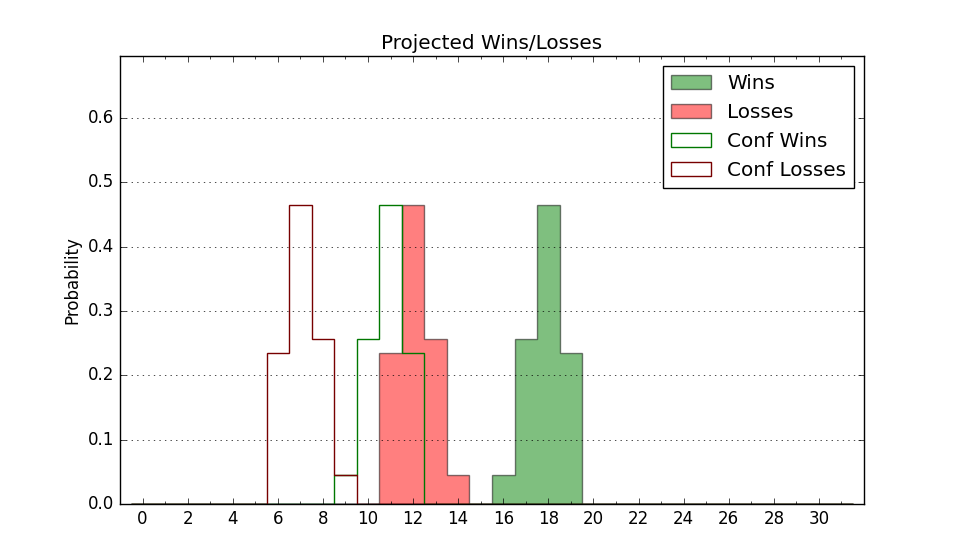 Projected Wins/Losses
Wins
Losses
Conf Wins
Conf Losses
Probability
0.6
0.5
0.4
0.3
0.2
0.1
0.0
0 2 4 6 8 10 12 14 16 18 20 22 24 26 28 30